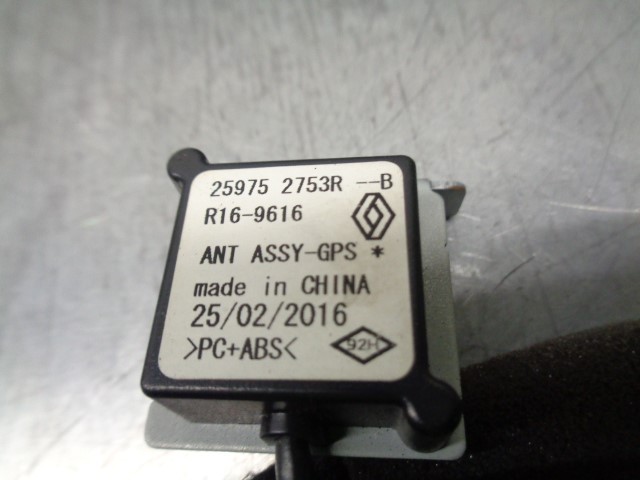 25975 2753R --B
R16-9616
ANT ASSY-GPS *
made in CHINA
25/02/2016
>PC+ABS< 92H